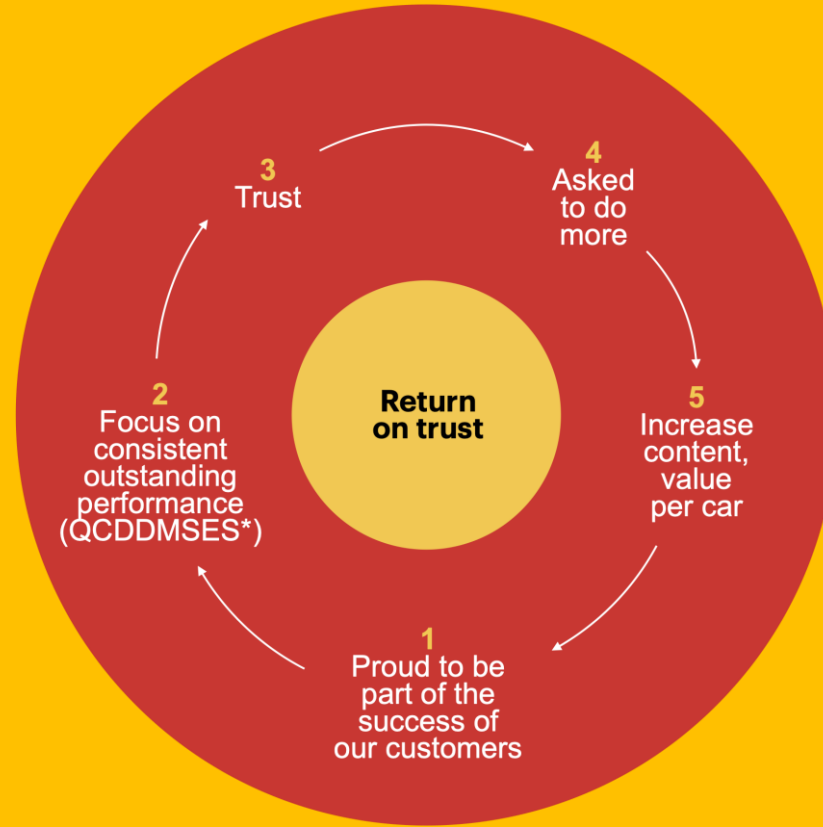 3
Trust
4
Asked
to do
more
Return
on trust
2
Focus on
consistent
outstanding
performance
(QCDDMSES*)
5
Increase
content,
value
per car
1
Proud to be
part of the
success of
our customers